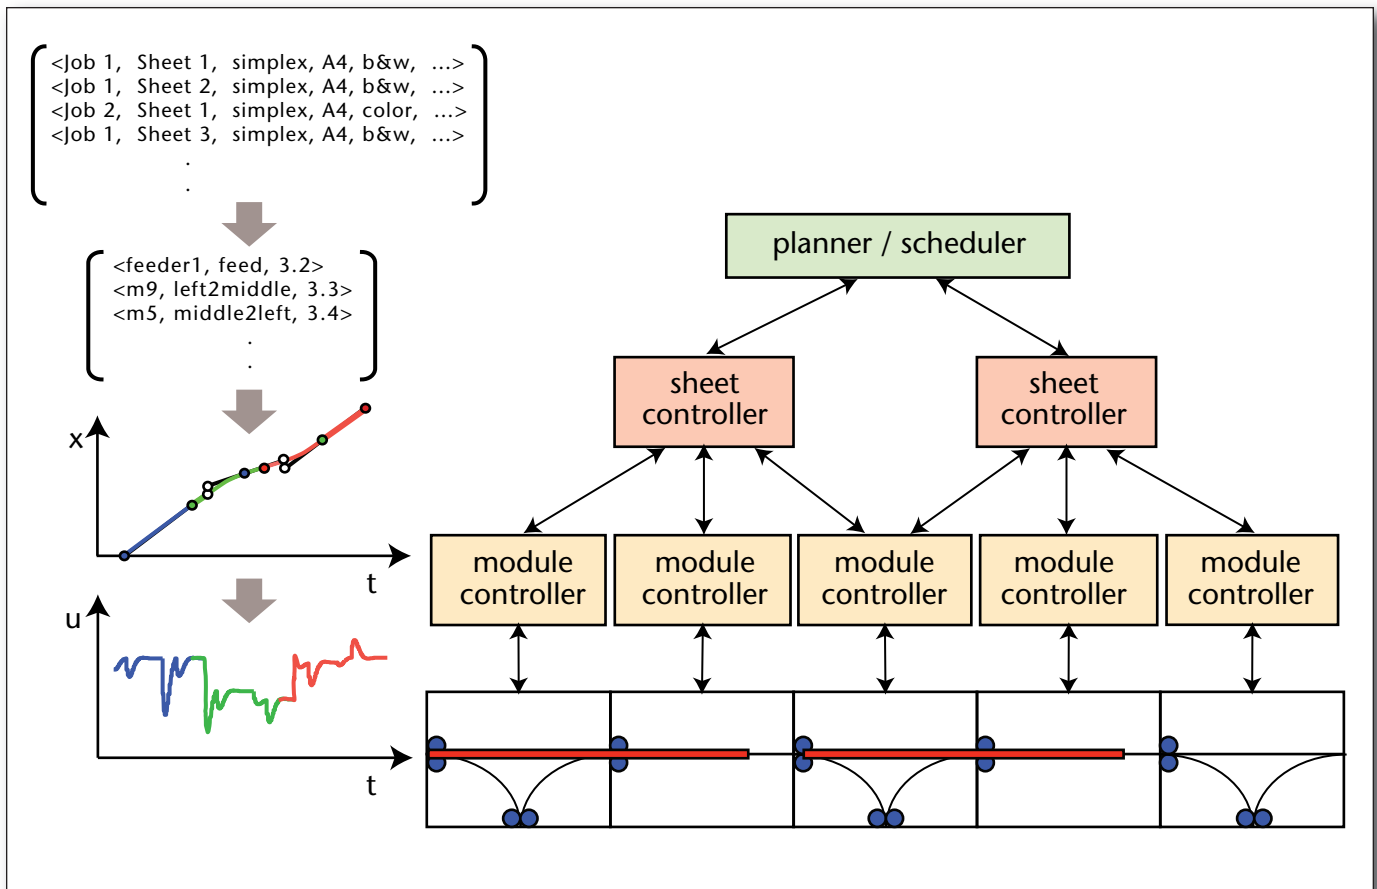 <Job 1, Sheet 1, simplex, A4, b&w, ...>
<Job 1, Sheet 2, simplex, A4, b&w, ...>
<Job 2, Sheet 1, simplex, A4, color, ...>
<Job 1, Sheet 3, simplex, A4, b&w, ...>
.
.
<feeder1, feed, 3.2>
<m9, left2middle, 3.3>
<m5, middle2left, 3.4>
.
.
x
t
u
t
planner / scheduler
sheet
controller
sheet
controller
module
controller
module
controller
module
controller
module
controller
module
controller